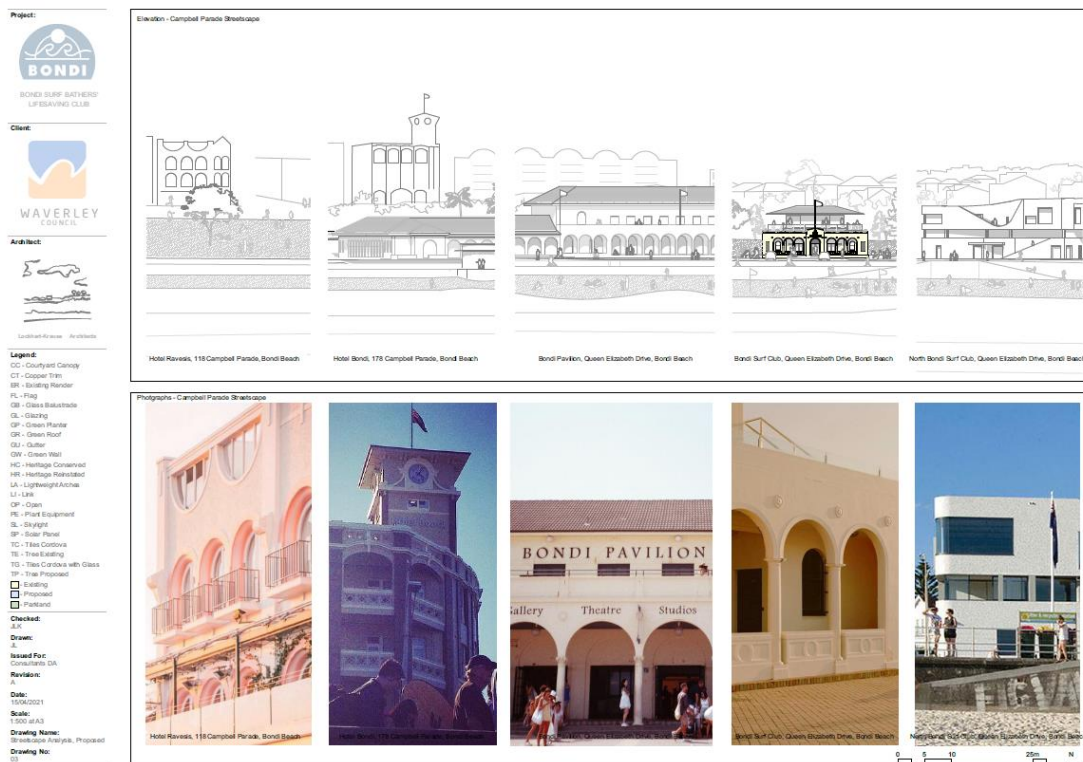 Project:
BONDI
BONDI SURF BATHERS'
LIFESAVING CLUB
Client:
WAVERLEY
COUNCIL
Architect:
Lockhart-Krause Architects
Legend:
CC - Courtyard Canopy
CT - Copper Trim
ER - Existing Render
FL - Flag
GB - Glass Balustrade
GL - Glazing
GP - Green Planter
GR - Green Roof
GU - Gutter
GW - Green Wall
HC - Heritage Conserved
HR - Heritage Reinstated
LA - Lightweight Arches
LI - Link
OP - Open
PE - Plant Equipment
SL - Skylight
SP - Solar Panel
TC - Tiles Cordova
TE - Tree Existing
TG - Tiles Cordova with Glass
TP - Tree Proposed
- Existing
- Proposed
- Parkland
Checked:
JLK
Drawn:
JL
Issued For:
Consultants DA
Revision:
A
Date:
15/04/2021
Scale:
1:500 at A3
Drawing Name:
Streetscape Analysis, Proposed
Drawing No:
03
Elevation - Campbell Parade Streetscape
Hotel Ravesis, 118 Campbell Parade, Bondi Beach
Hotel Bondi, 178 Campbell Parade, Bondi Beach
Bondi Pavilion, Queen Elizabeth Drive, Bondi Beach
Bondi Surf Club, Queen Elizabeth Drive, Bondi Beach
North Bondi Surf Club, Queen Elizabeth Drive, Bondi Beach
Photgraphs - Campbell Parade Streetscape
BONDI PAVILION
Gallery Theatre Studios
Hotel Ravesis, 118 Campbell Parade, Bondi Beach
Hotel Bondi, 178 Campbell Parade, Bondi Beach
Bondi Pavilion, Queen Elizabeth Drive, Bondi Beach
Bondi Surf Club, Queen Elizabeth Drive, Bondi Beach
North Bondi Surf Club, Queen Elizabeth Drive, Bondi Beach
0 5 10 25m N